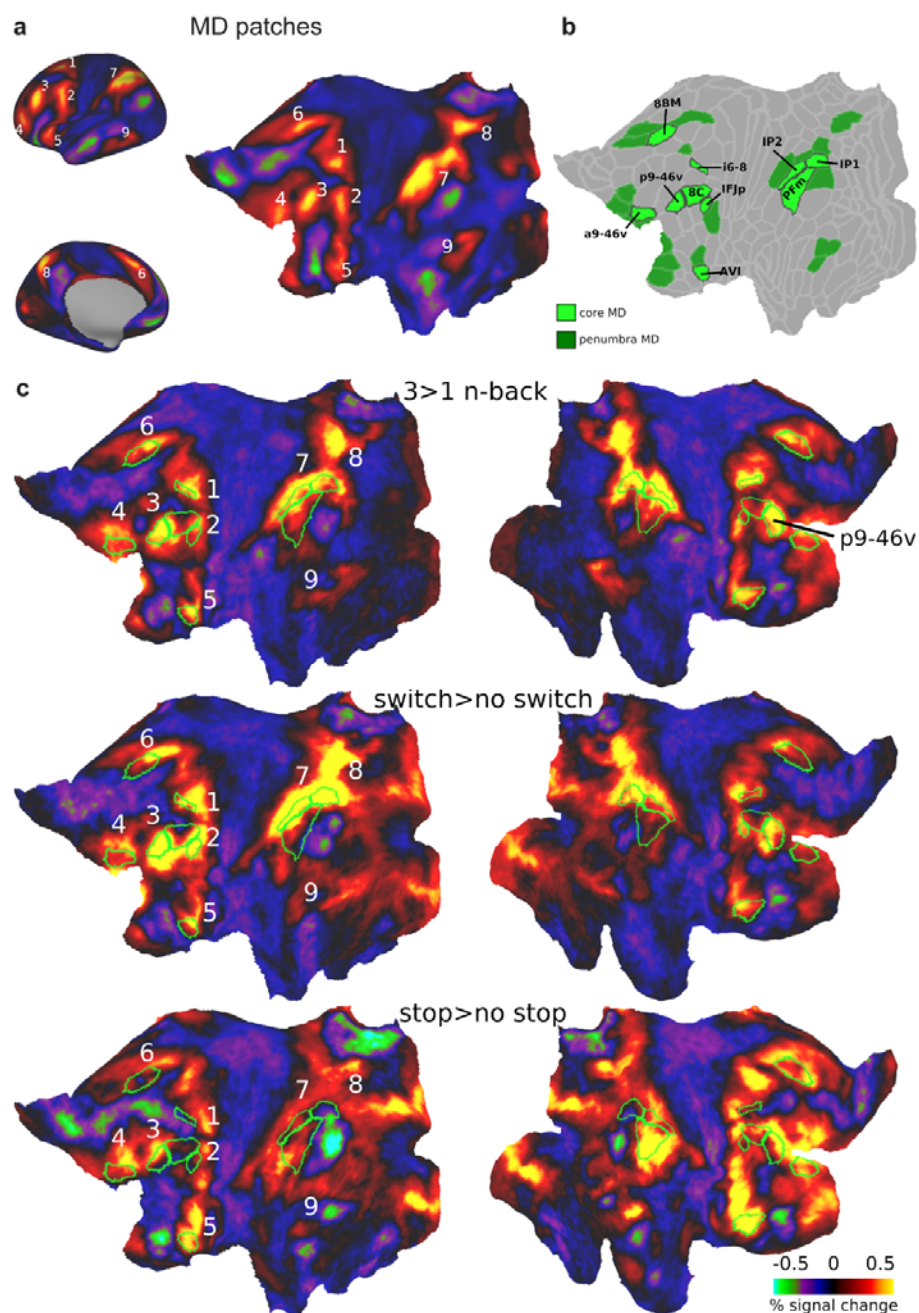 a MD patches b
1
3 2 7
4 5 9
8 6
6 8
1
7
4 3 2
9
5
8BM
i6-8
IP2 IP1
p9-46v 8C IFJp
PFm
a9-46v
AVI
core MD
penumbra MD
c
3>1 n-back
6
7 8
1
4 3 2
p9-46v
5 9
switch>no switch
6
7 8
1
4 3 2
9
5
stop>no stop
6
7 8
1
4 3 2
9
5
-0.5 0 0.5
% signal change